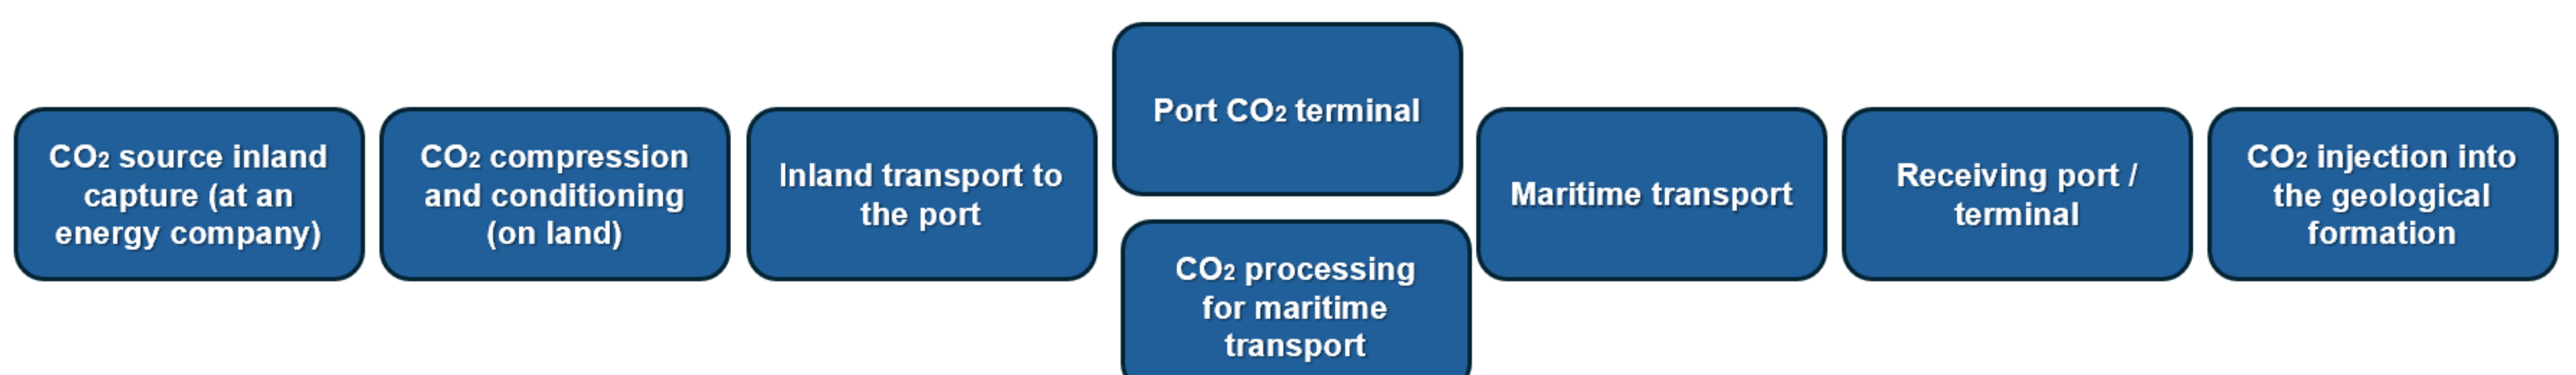 CO₂ source inland
capture (at an
energy company)
CO₂ compression
and conditioning
(on land)
Inland transport to
the port
Port CO₂ terminal
CO₂ processing
for maritime
transport
Maritime transport
Receiving port /
terminal
CO₂ injection into
the geological
formation